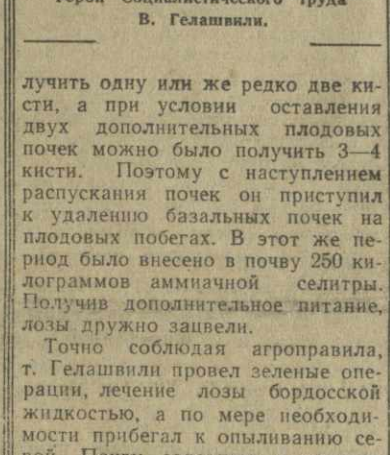 Герой Социалистического Труда
В. Гелашвили.
лучить одну или же редко две ки-
сти, а при условии оставления
двух дополнительных плодовых
почек можно было получить 3—4
кисти. Поэтому с наступлением
распускания почек он приступил
к удалению базальных почек на
плодовых побегах. В этот же пе-
риод было внесено в почву 250 ки-
лограммов аммиачной селитры.
Получив дополнительное питание,
лозы дружно зацвели.
Точно соблюдая агроправила,
т. Гелашвили провел зеленые опе-
рации, лечение лозы бордосской
жидкостью, а по мере необходи-
мости прибегал к опыливанию се-